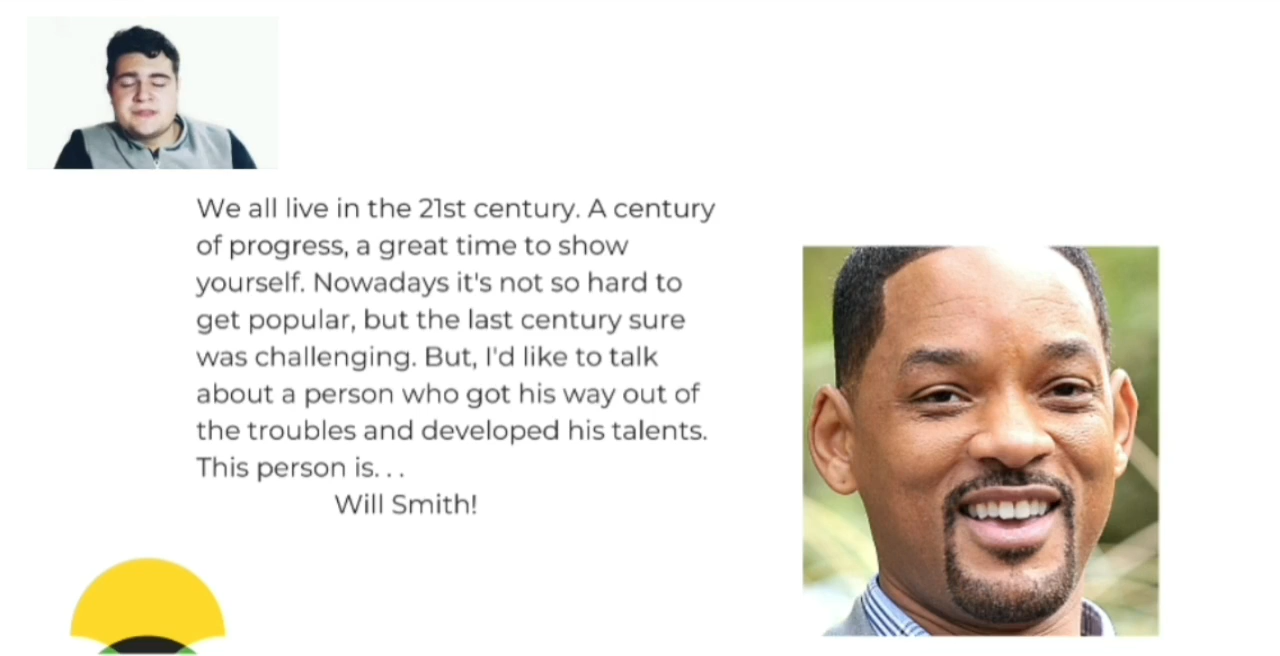 We all live in the 21st century. A century
of progress, a great time to show
yourself. Nowadays it's not so hard to
get popular, but the last century sure
was challenging. But, I'd like to talk
about a person who got his way out of
the troubles and developed his talents.
This person is. . .
Will Smith!